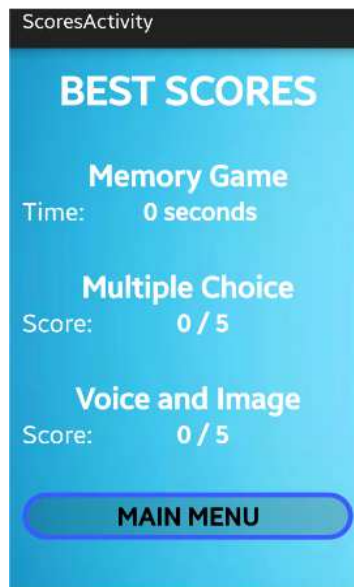 ScoresActivity
BEST SCORES
Memory Game
Time: 0 seconds
Multiple Choice
Score: 0 / 5
Voice and Image
Score: 0 / 5
MAIN MENU